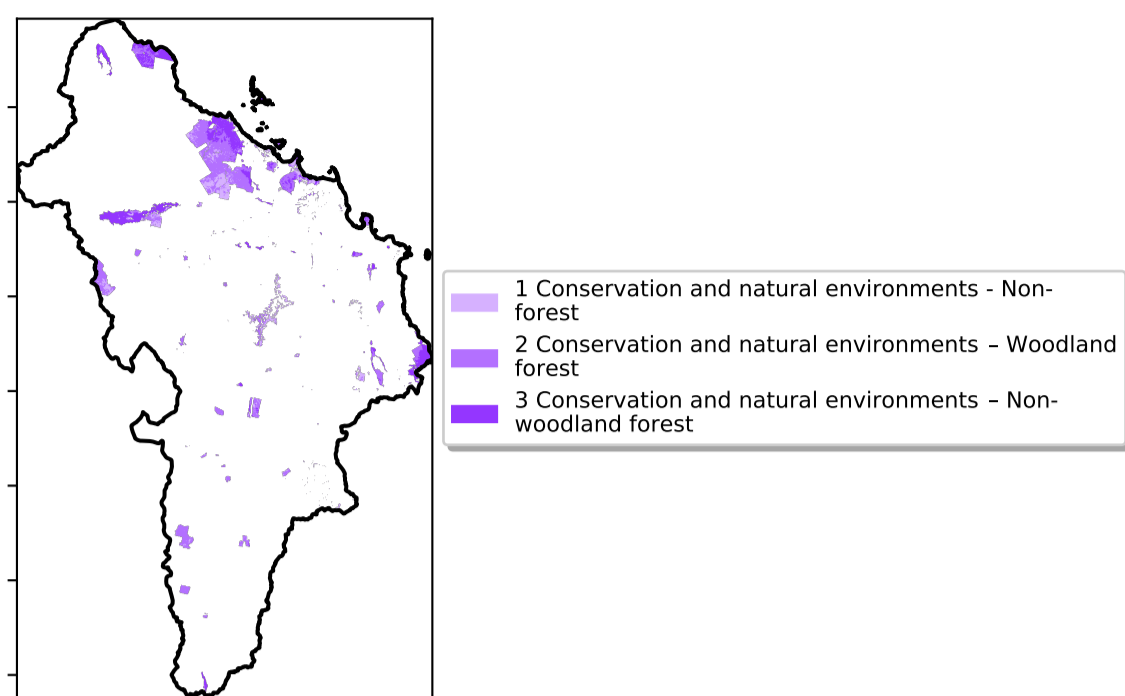 1 Conservation and natural environments - Non-
forest
2 Conservation and natural environments – Woodland
forest
3 Conservation and natural environments – Non-
woodland forest